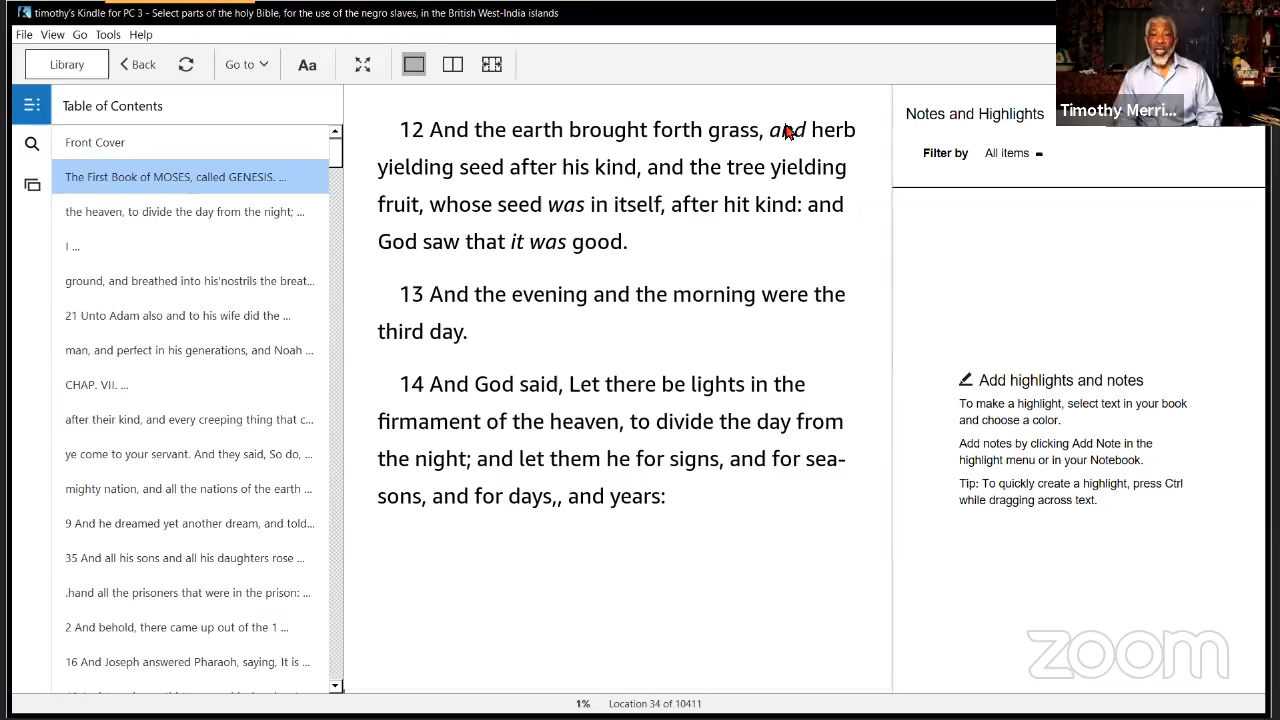 timothy's Kindle for PC 3 - Select parts of the holy Bible, for the use of the negro slaves, in the British West-India islands
File View Go Tools Help
Library
Back
Go to
Aa
Timothy Merri...
Table of Contents
Front Cover
The First Book of MOSES, called GENESIS. ...
the heaven, to divide the day from the night; ...
I ...
ground, and breathed into his'nostrils the breat...
21 Unto Adam also and to his wife did the ...
man, and perfect in his generations, and Noah ...
CHAP. VII. ...
after their kind, and every creeping thing that c...
ye come to your servant. And they said, So do, ...
mighty nation, and all the nations of the earth ...
9 And he dreamed yet another dream, and told...
35 And all his sons and all his daughters rose ...
.hand all the prisoners that were in the prison: ...
2 And behold, there came up out of the 1 ...
16 And Joseph answered Pharaoh, saying, It is ...
12 And the earth brought forth grass, and herb
yielding seed after his kind, and the tree yielding
fruit, whose seed was in itself, after hit kind: and
God saw that it was good.
13 And the evening and the morning were the
third day.
14 And God said, Let there be lights in the
firmament of the heaven, to divide the day from
the night; and let them he for signs, and for sea-
sons, and for days,, and years:
Notes and Highlights
Filter by All items
Add highlights and notes
To make a highlight, select text in your book
and choose a color.
Add notes by clicking Add Note in the
highlight menu or in your Notebook.
Tip: To quickly create a highlight, press Ctrl
while dragging across text.
zoom
1% Location 34 of 10411